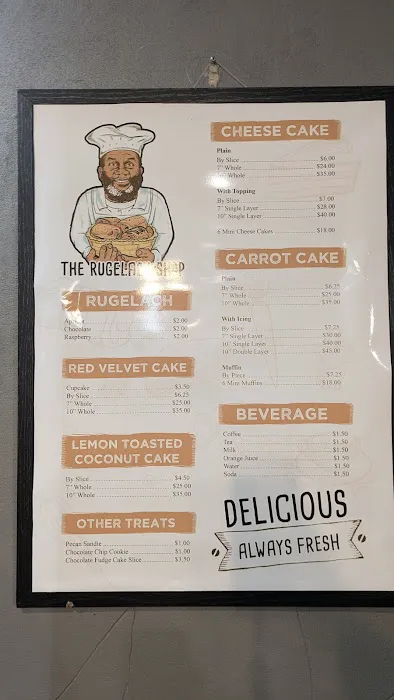 THE RUGELACH SHOP
RUGELACH
Apricot $2.00
Chocolate $2.00
Raspberry $2.00
RED VELVET CAKE
Cupcake $3.50
By Slice $6.25
7" Whole $25.00
10" Whole $35.00
LEMON TOASTED
COCONUT CAKE
By Slice $4.50
7" Whole $25.00
10" Whole $35.00
OTHER TREATS
Pecan Sandie $1.00
Chocolate Chip Cookie $1.00
Chocolate Fudge Cake Slice $3.50
CHEESE CAKE
Plain
By Slice $6.00
7" Whole $24.00
Whole $35.00
With Topping
By Slice $7.00
7" Single Layer $28.00
10" Single Layer $40.00
6 Mini Cheese Cakes $18.00
CARROT CAKE
Plain
By Slice $6.25
7" Whole $25.00
10" Whole $35.00
With Icing
By Slice $7.25
7" Single Layer $30.00
10" Single Layer $40.00
10" Double Layer $45.00
Muffin
By Piece $7.25
6 Mini Muffins $18.00
BEVERAGE
Coffee $1.50
Tea $1.50
Milk $1.50
Orange Juice $1.50
Water $1.50
Soda $1.50
DELICIOUS
ALWAYS FRESH